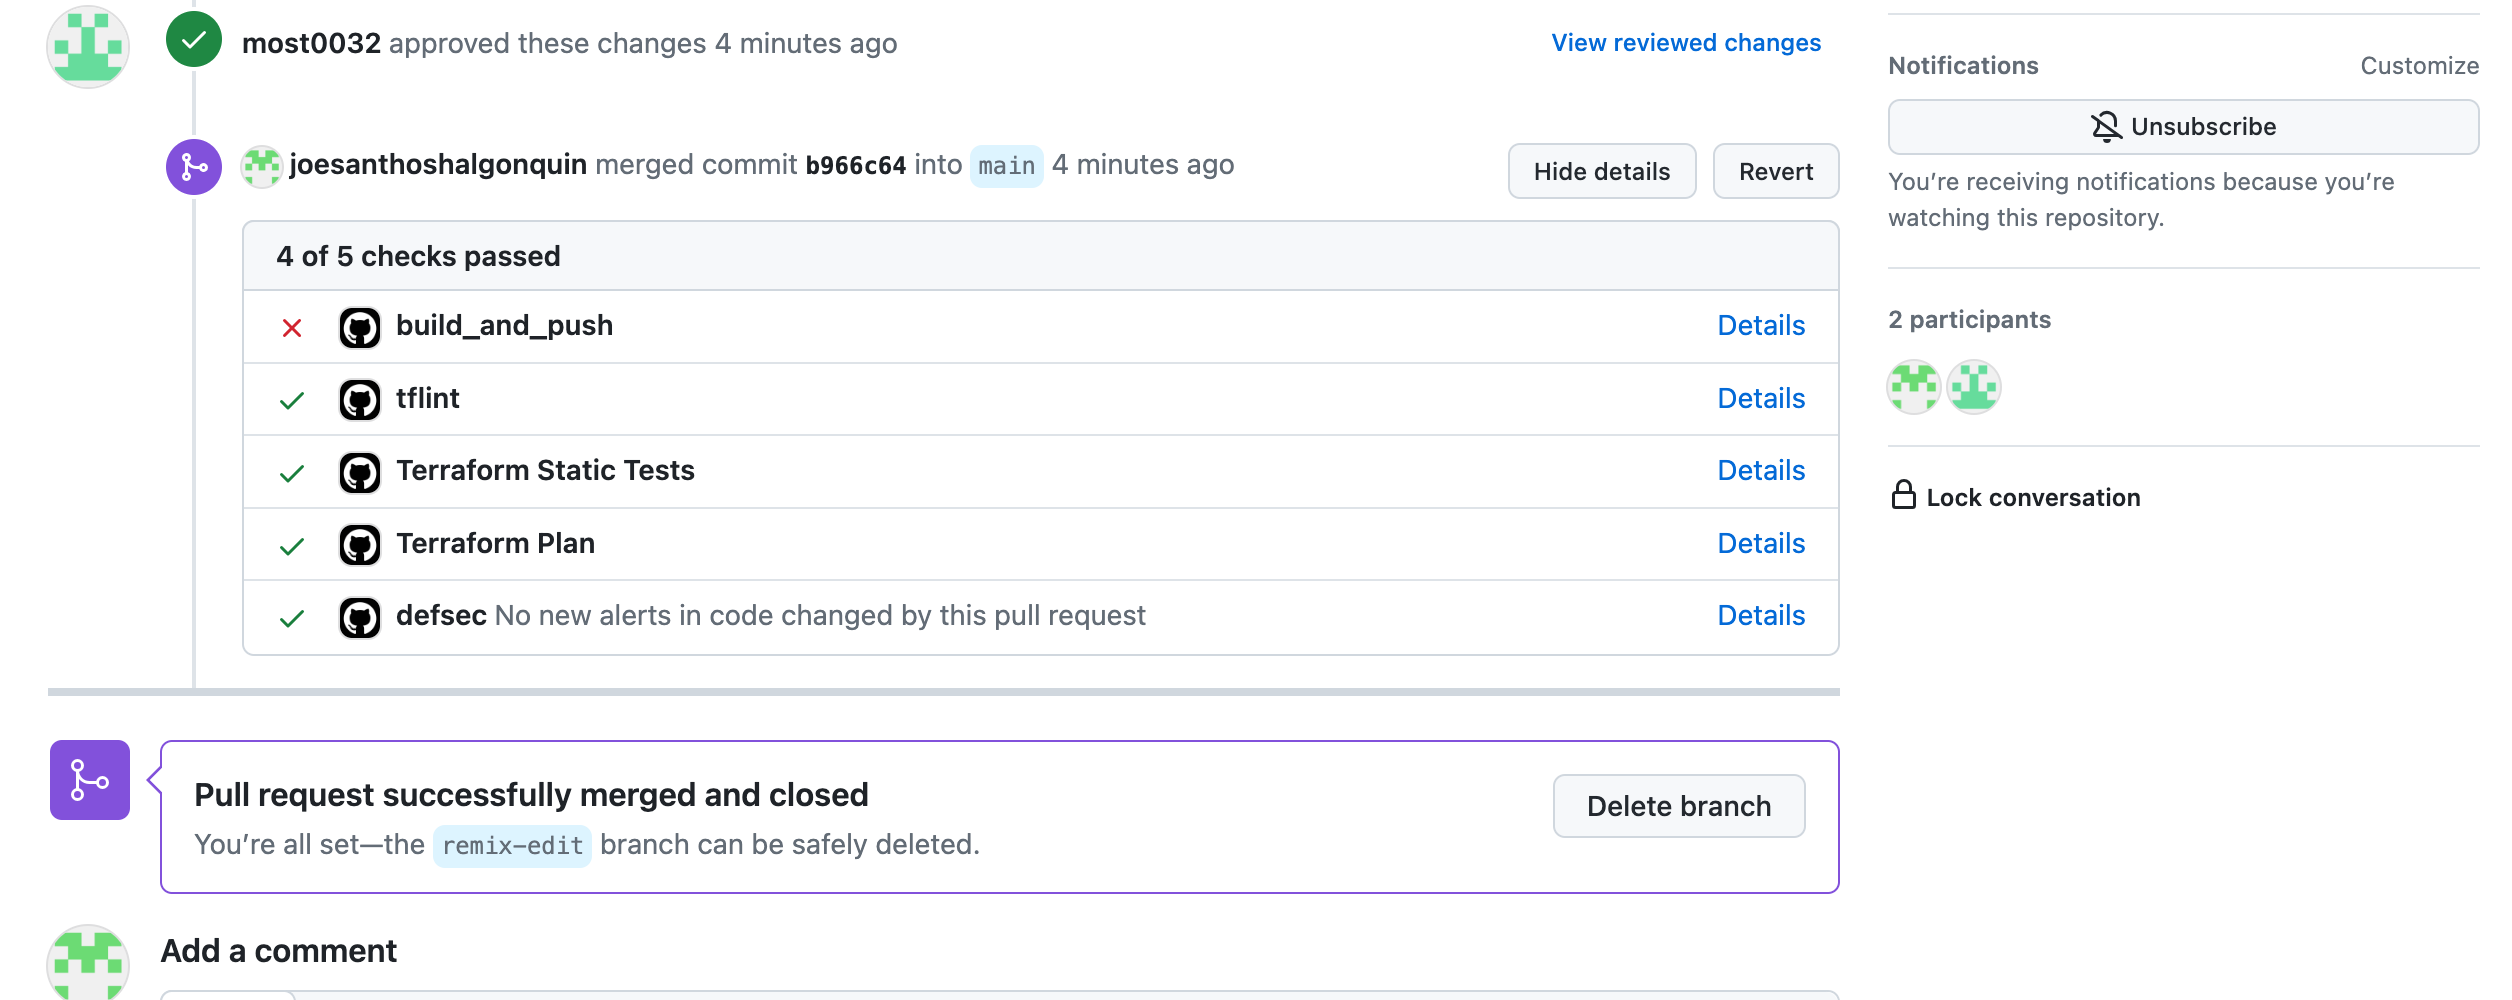 most0032 approved these changes 4 minutes ago
View reviewed changes
joesanthoshalgonquin merged commit b966c64 into main 4 minutes ago
Hide details
Revert
4 of 5 checks passed
build_and_push
Details
tflint
Details
Terraform Static Tests
Details
Terraform Plan
Details
defsec No new alerts in code changed by this pull request
Details
Pull request successfully merged and closed
You’re all set—the remix-edit branch can be safely deleted.
Delete branch
Add a comment
Notifications
Customize
Unsubscribe
You’re receiving notifications because you’re
watching this repository.
2 participants
Lock conversation